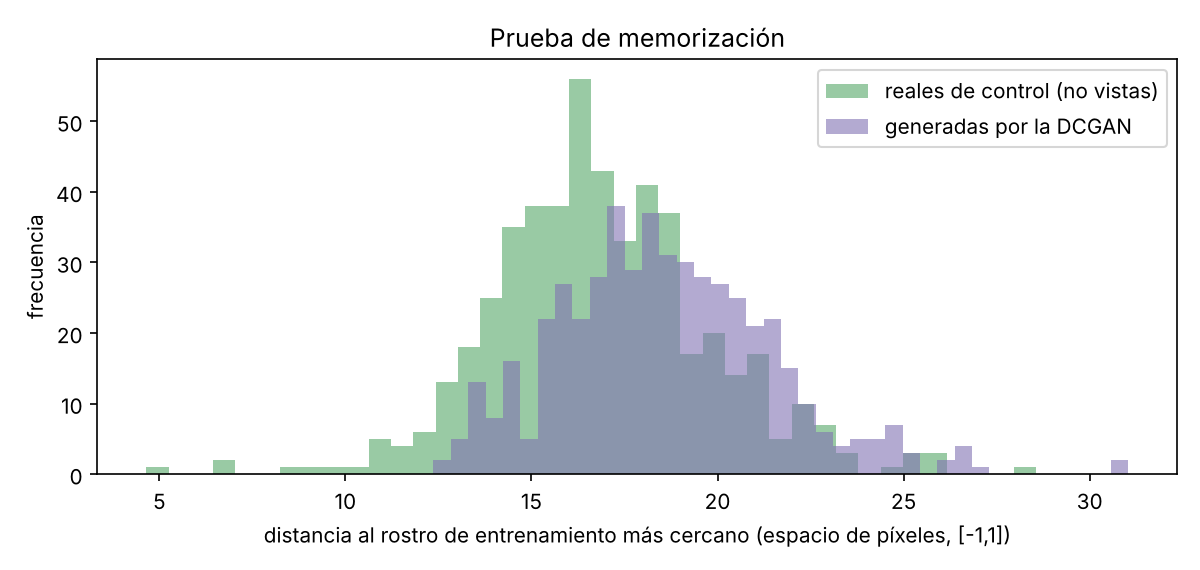 Prueba de memorización
reales de control (no vistas)
generadas por la DCGAN
frecuencia
50
40
30
20
10
0
5 10 15 20 25 30
distancia al rostro de entrenamiento más cercano (espacio de píxeles, [-1,1])